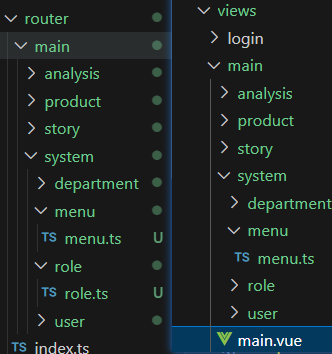 router
main
analysis
product
story
system
department
menu
TS menu.ts U
role
TS role.ts U
user
TS index.ts
views
login
main
analysis
product
story
system
department
menu
TS menu.ts
role
user
main.vue